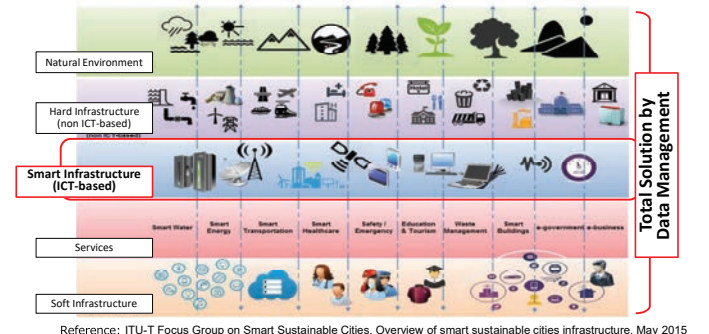 Natural Environment
Hard Infrastructure
(non ICT-based)
Smart Infrastructure
(ICT-based)
Total Solution by
Data Management
Smart Water
Smart
Energy
Smart
Transportation
Smart
Healthcare
Safety /
Emergency
Education
& Tourism
Waste
Management
Smart
Buildings
e-government
e-business
Services
Soft Infrastructure
Reference: ITU-T Focus Group on Smart Sustainable Cities, Overview of smart sustainable cities infrastructure, May 2015